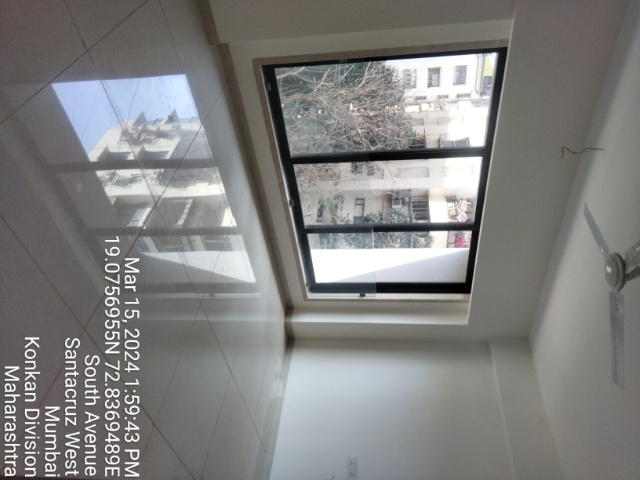 Mar 15, 2024 1:59:43 PM
19.0756955N 72.8369489E
South Avenue
Santacruz West
Mumbai
Konkan Division
Maharashtra